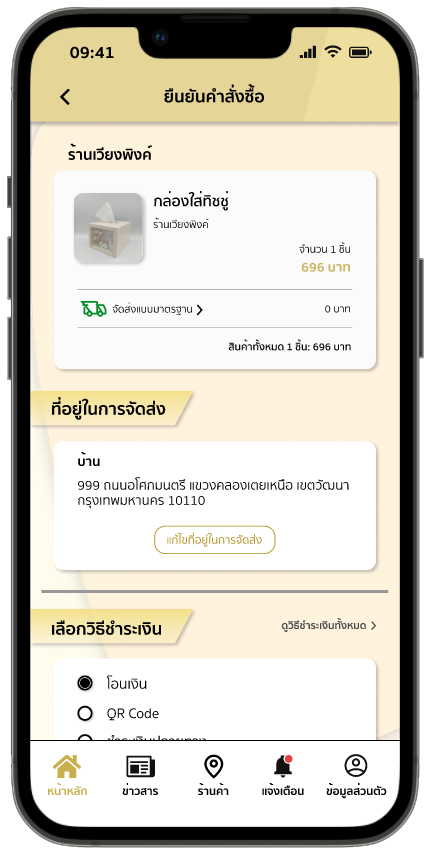 09:41
ยืนยันคำสั่งซื้อ
ร้านเวียงพิงค์
กล่องใส่ทิชชู่
ร้านเวียงพิงค์
จำนวน 1 ชิ้น
696 บาท
จัดส่งแบบมาตรฐาน
0 บาท
สินค้าทั้งหมด 1 ชิ้น: 696 บาท
ที่อยู่ในการจัดส่ง
บ้าน
999 ถนนอโศกมนตรี แขวงคลองเตยเหนือ เขตวัฒนา
กรุงเทพมหานคร 10110
แก้ไขที่อยู่ในการจัดส่ง
เลือกวิธีชำระเงิน
ดูวิธีชำระเงินทั้งหมด
โอนเงิน
QR Code
หน้าหลัก
ข่าวสาร
ร้านค้า
แจ้งเตือน
ข้อมูลส่วนตัว